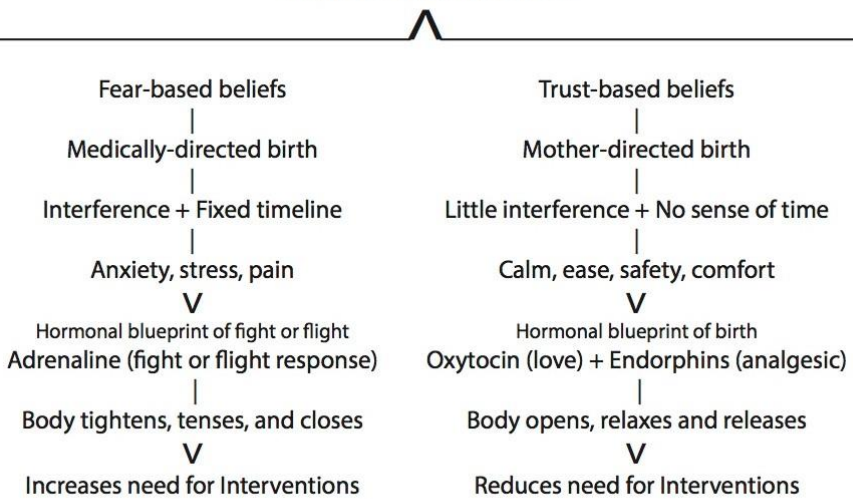 Fear-based beliefs
Medically-directed birth
Interference + Fixed timeline
Anxiety, stress, pain
Hormonal blueprint of fight or flight
Adrenaline (fight or flight response)
Body tightens, tenses, and closes
Increases need for Interventions
Trust-based beliefs
Mother-directed birth
Little interference + No sense of time
Calm, ease, safety, comfort
Hormonal blueprint of birth
Oxytocin (love) + Endorphins (analgesic)
Body opens, relaxes and releases
Reduces need for Interventions